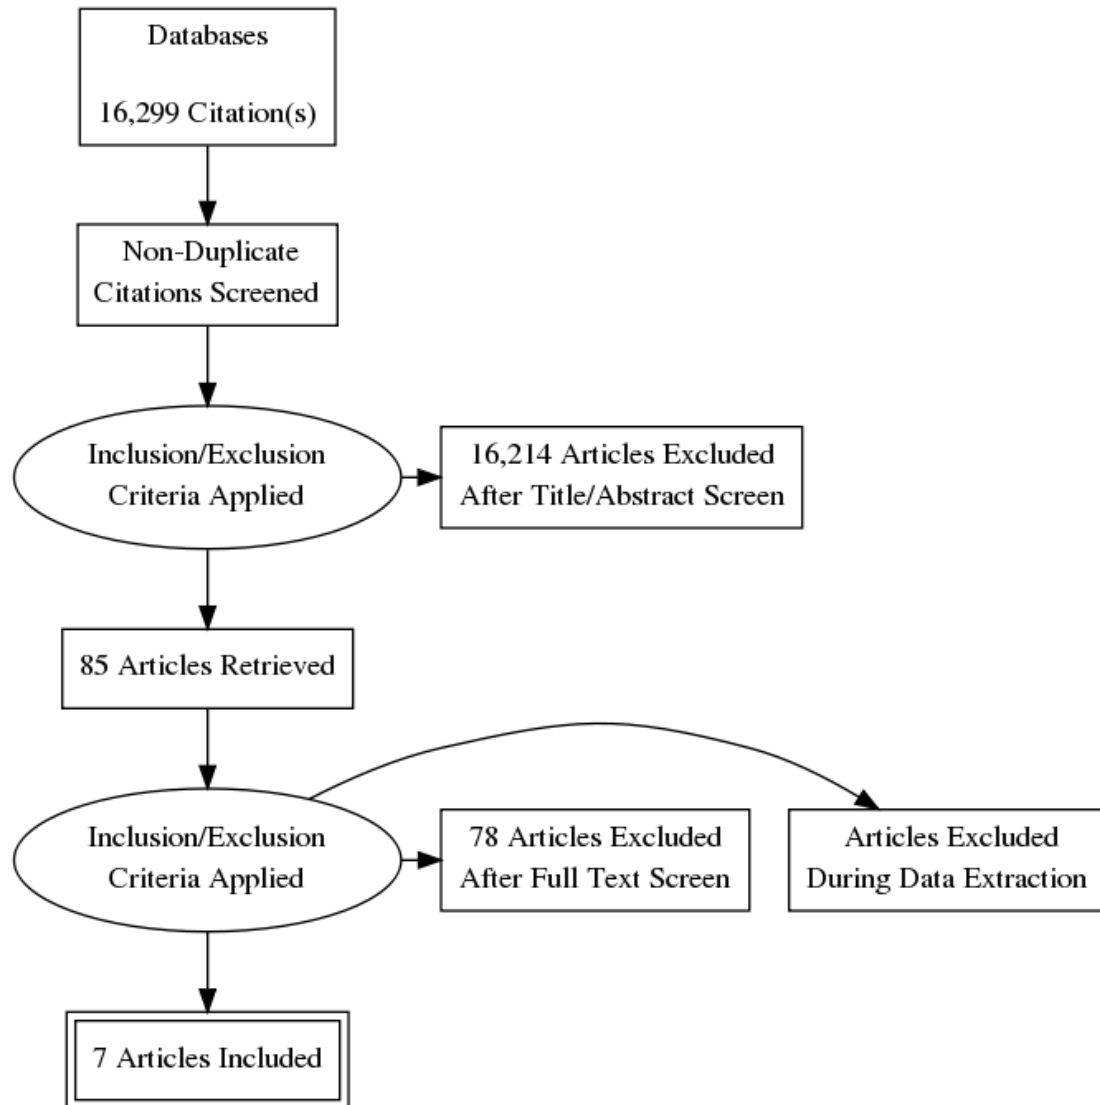 Databases
16,299 Citation(s)
Non-Duplicate
Citations Screened
Inclusion/Exclusion
Criteria Applied
16,214 Articles Excluded
After Title/Abstract Screen
85 Articles Retrieved
Inclusion/Exclusion
Criteria Applied
78 Articles Excluded
After Full Text Screen
Articles Excluded
During Data Extraction
7 Articles Included